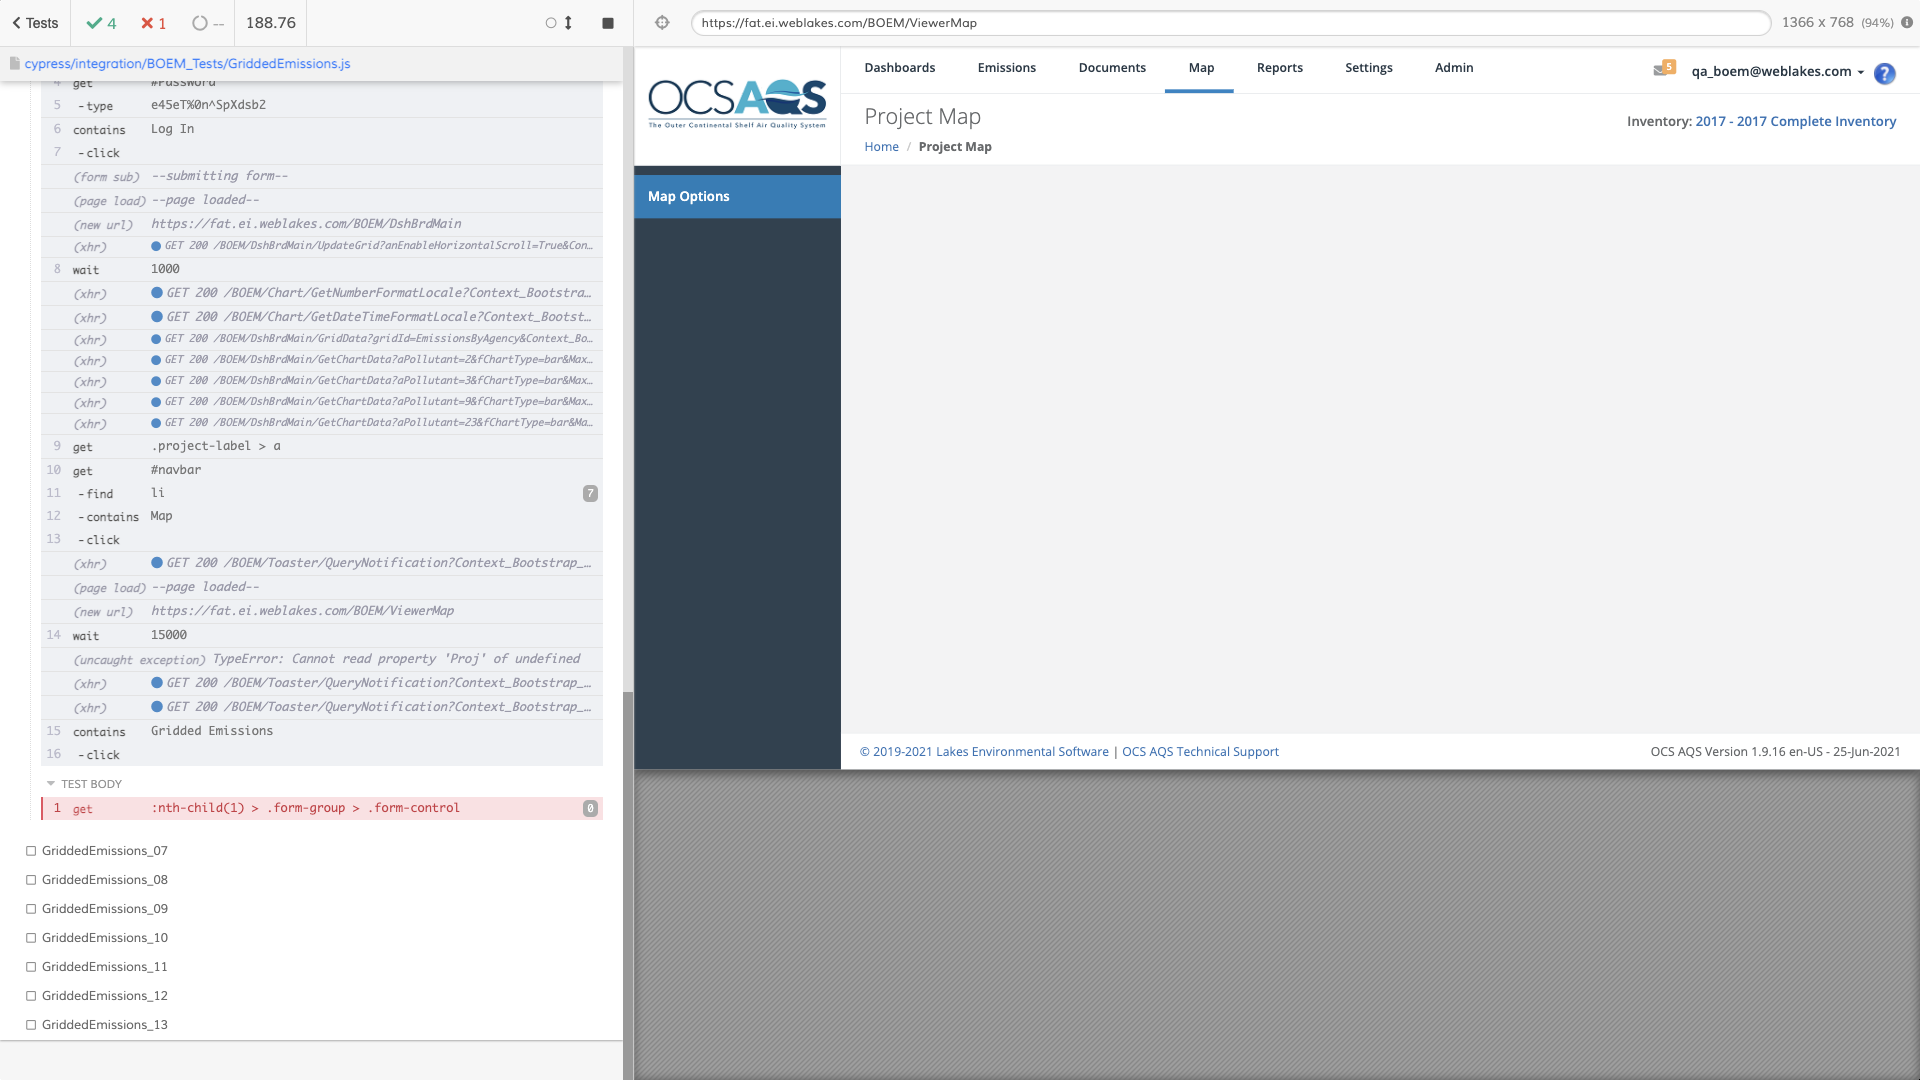 Tests
4
1
--
188.76
cypress/integration/BOEM_Tests/GriddedEmissions.js
4 get #Password
5 -type e45eT%0n^SpXdsb2
6 contains Log In
7 -click
(form sub) --submitting form--
(page load) --page loaded--
(new url) https://fat.ei.weblakes.com/BOEM/DshBrdMain
(xhr) GET 200 /BOEM/DshBrdMain/UpdateGrid?anEnableHorizontalScroll=True&Con…
8 wait 1000
(xhr) GET 200 /BOEM/Chart/GetNumberFormatLocale?Context_Bootstra…
(xhr) GET 200 /BOEM/Chart/GetDateTimeFormatLocale?Context_Bootst…
(xhr) GET 200 /BOEM/DshBrdMain/GridData?gridId=EmissionsByAgency&Context_Bo…
(xhr) GET 200 /BOEM/DshBrdMain/GetChartData?aPollutant=2&fChartType=bar&Max…
(xhr) GET 200 /BOEM/DshBrdMain/GetChartData?aPollutant=3&fChartType=bar&Max…
(xhr) GET 200 /BOEM/DshBrdMain/GetChartData?aPollutant=9&fChartType=bar&Max…
(xhr) GET 200 /BOEM/DshBrdMain/GetChartData?aPollutant=23&fChartType=bar&Ma…
9 get .project-label > a
10 get #navbar
11 -find li 7
12 -contains Map
13 -click
(xhr) GET 200 /BOEM/Toaster/QueryNotification?Context_Bootstrap_…
(page load) --page loaded--
(new url) https://fat.ei.weblakes.com/BOEM/ViewerMap
14 wait 15000
(uncaught exception) TypeError: Cannot read property 'Proj' of undefined
(xhr) GET 200 /BOEM/Toaster/QueryNotification?Context_Bootstrap_…
(xhr) GET 200 /BOEM/Toaster/QueryNotification?Context_Bootstrap_…
15 contains Gridded Emissions
16 -click
TEST BODY
1 get :nth-child(1) > .form-group > .form-control 0
GriddedEmissions_07
GriddedEmissions_08
GriddedEmissions_09
GriddedEmissions_10
GriddedEmissions_11
GriddedEmissions_12
GriddedEmissions_13
https://fat.ei.weblakes.com/BOEM/ViewerMap
1366 x 768 (94%)
OCSAQS
The Outer Continental Shelf Air Quality System
Dashboards Emissions Documents Map Reports Settings Admin
5
qa_boem@weblakes.com
?
Project Map
Inventory: 2017 - 2017 Complete Inventory
Home / Project Map
Map Options
© 2019-2021 Lakes Environmental Software | OCS AQS Technical Support
OCS AQS Version 1.9.16 en-US - 25-Jun-2021